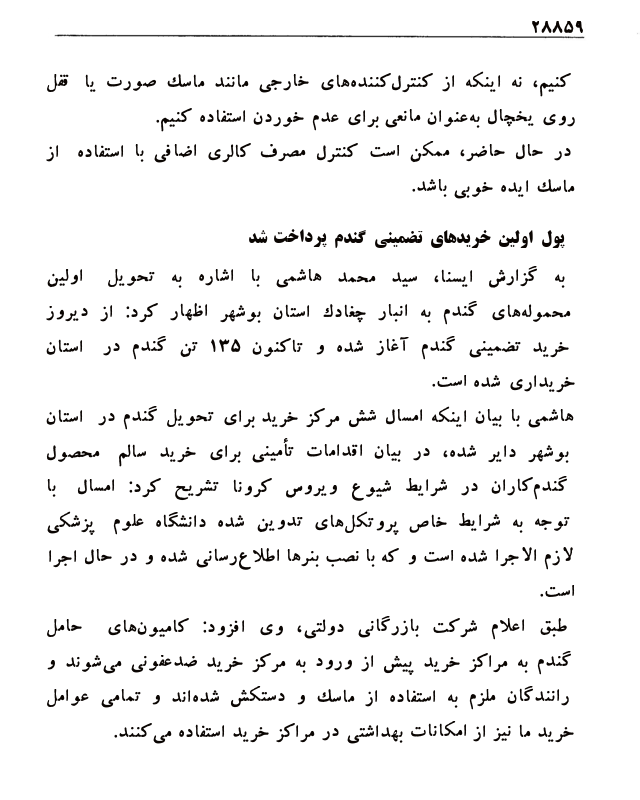 ۲۸۸۵۹
کنیم، نه اینکه از کنترل‌کننده‌های خارجی مانند ماسك صورت یا قفل
روی یخچال به‌عنوان مانعی برای عدم خوردن استفاده کنیم.
در حال حاضر، ممکن است کنترل مصرف کالری اضافی با استفاده از
ماسك ایده خوبی باشد.
پول اولین خریدهای تضمینی گندم پرداخت شد
به گزارش ایسنا، سید محمد هاشمی با اشاره به تحویل اولین
محموله‌های گندم به انبار چغادك استان بوشهر اظهار کرد: از دیروز
خرید تضمینی گندم آغاز شده و تاکنون ۱۳۵ تن گندم در استان
خریداری شده است.
هاشمی با بیان اینکه امسال شش مرکز خرید برای تحویل گندم در استان
بوشهر دایر شده، در بیان اقدامات تأمینی برای خرید سالم محصول
گندم‌کاران در شرایط شیوع ویروس کرونا تشریح کرد: امسال با
توجه به شرایط خاص پروتکل‌های تدوین شده دانشگاه علوم پزشکی
لازم الاجرا شده است و که با نصب بنرها اطلاع‌رسانی شده و در حال اجرا
است.
طبق اعلام شرکت بازرگانی دولتی، وی افزود: کامیون‌های حامل
گندم به مراکز خرید پیش از ورود به مرکز خرید ضدعفونی می‌شوند و
رانندگان ملزم به استفاده از ماسك و دستکش شده‌اند و تمامی عوامل
خرید ما نیز از امکانات بهداشتی در مراکز خرید استفاده می‌کنند.